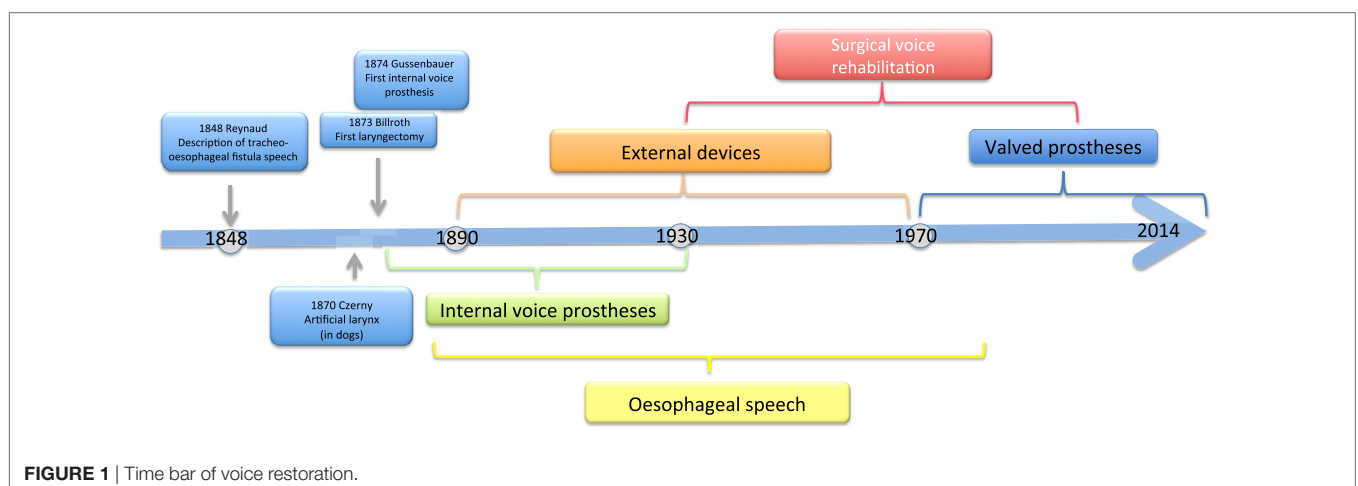 Surgical voice
rehabilitation
1874 Gussenbauer
First internal voice
prosthesis
1848 Reynaud
Description of tracheo-
oesophageal fistula speech
1873 Billroth
First laryngectomy
External devices
Valved prostheses
1848
1890
1930
1970
2014
1870 Czerny
Artificial larynx
(in dogs)
Internal voice prostheses
Oesophageal speech
FIGURE 1 | Time bar of voice restoration.